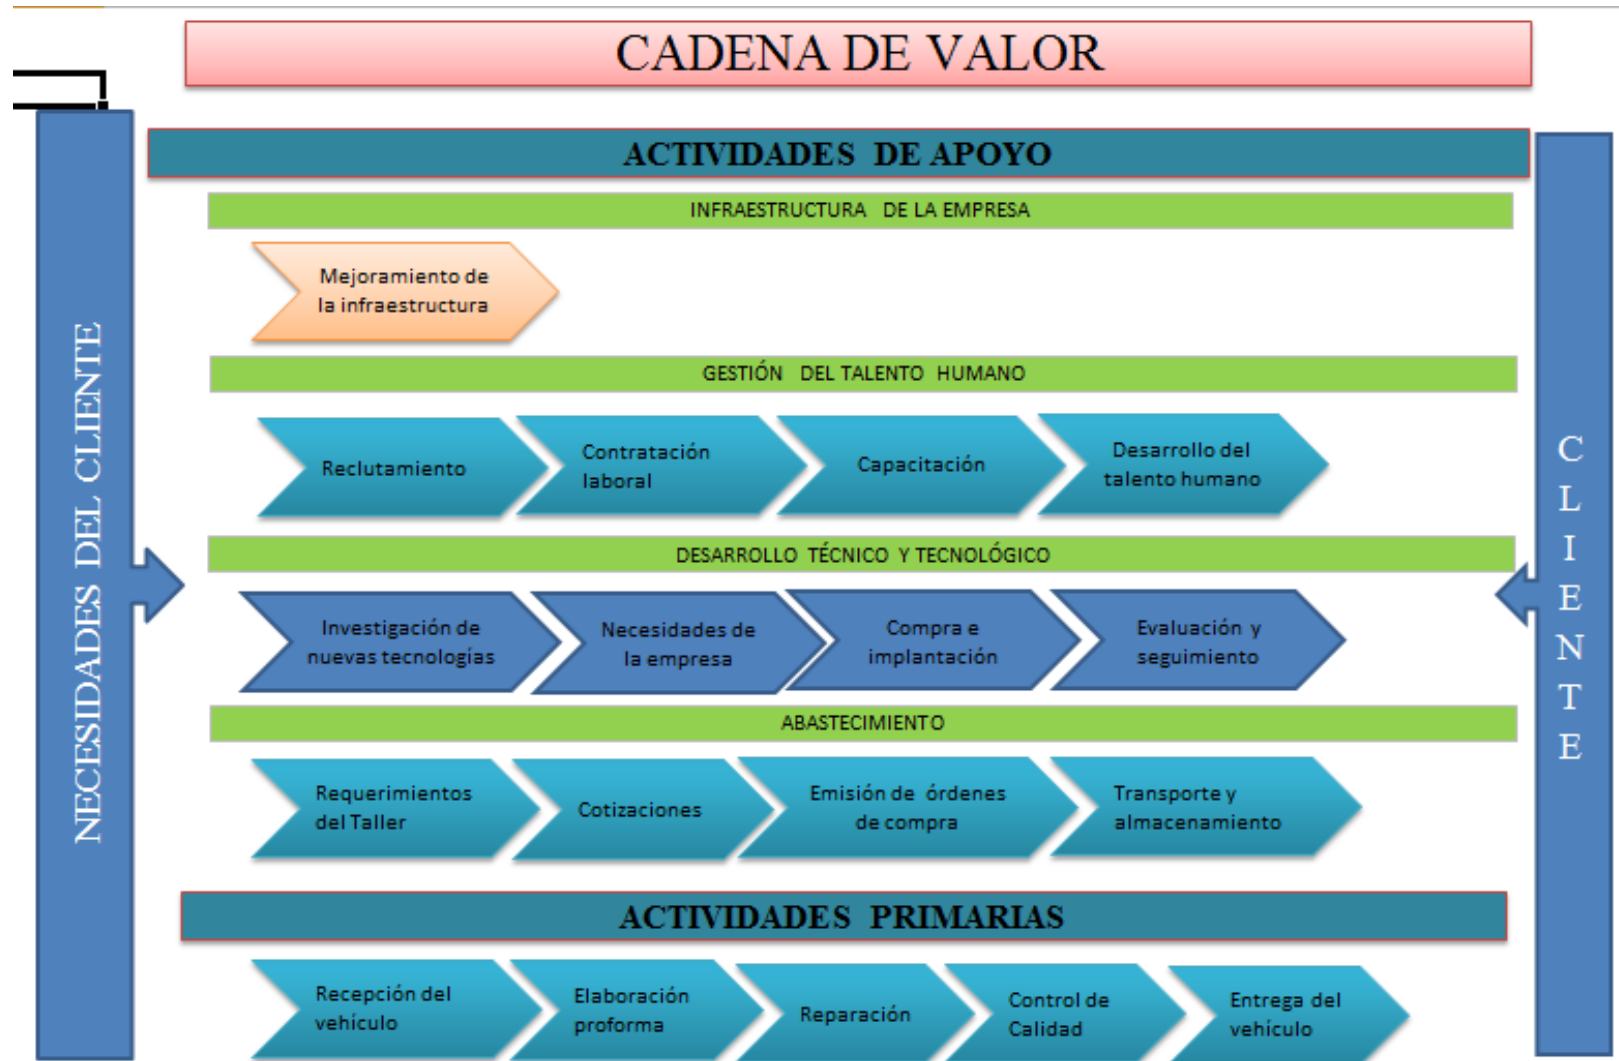 CADENA DE VALOR
NECESIDADES DEL CLIENTE
ACTIVIDADES DE APOYO
INFRAESTRUCTURA DE LA EMPRESA
Mejoramiento de
la infraestructura
GESTIÓN DEL TALENTO HUMANO
Reclutamiento
Contratación
laboral
Capacitación
Desarrollo del
talento humano
DESARROLLO TÉCNICO Y TECNOLÓGICO
Investigación de
nuevas tecnologías
Necesidades de
la empresa
Compra e
implantación
Evaluación y
seguimiento
ABASTECIMIENTO
Requerimientos
del Taller
Cotizaciones
Emisión de órdenes
de compra
Transporte y
almacenamiento
ACTIVIDADES PRIMARIAS
Recepción del
vehículo
Elaboración
proforma
Reparación
Control de
Calidad
Entrega del
vehículo
CLIENTE